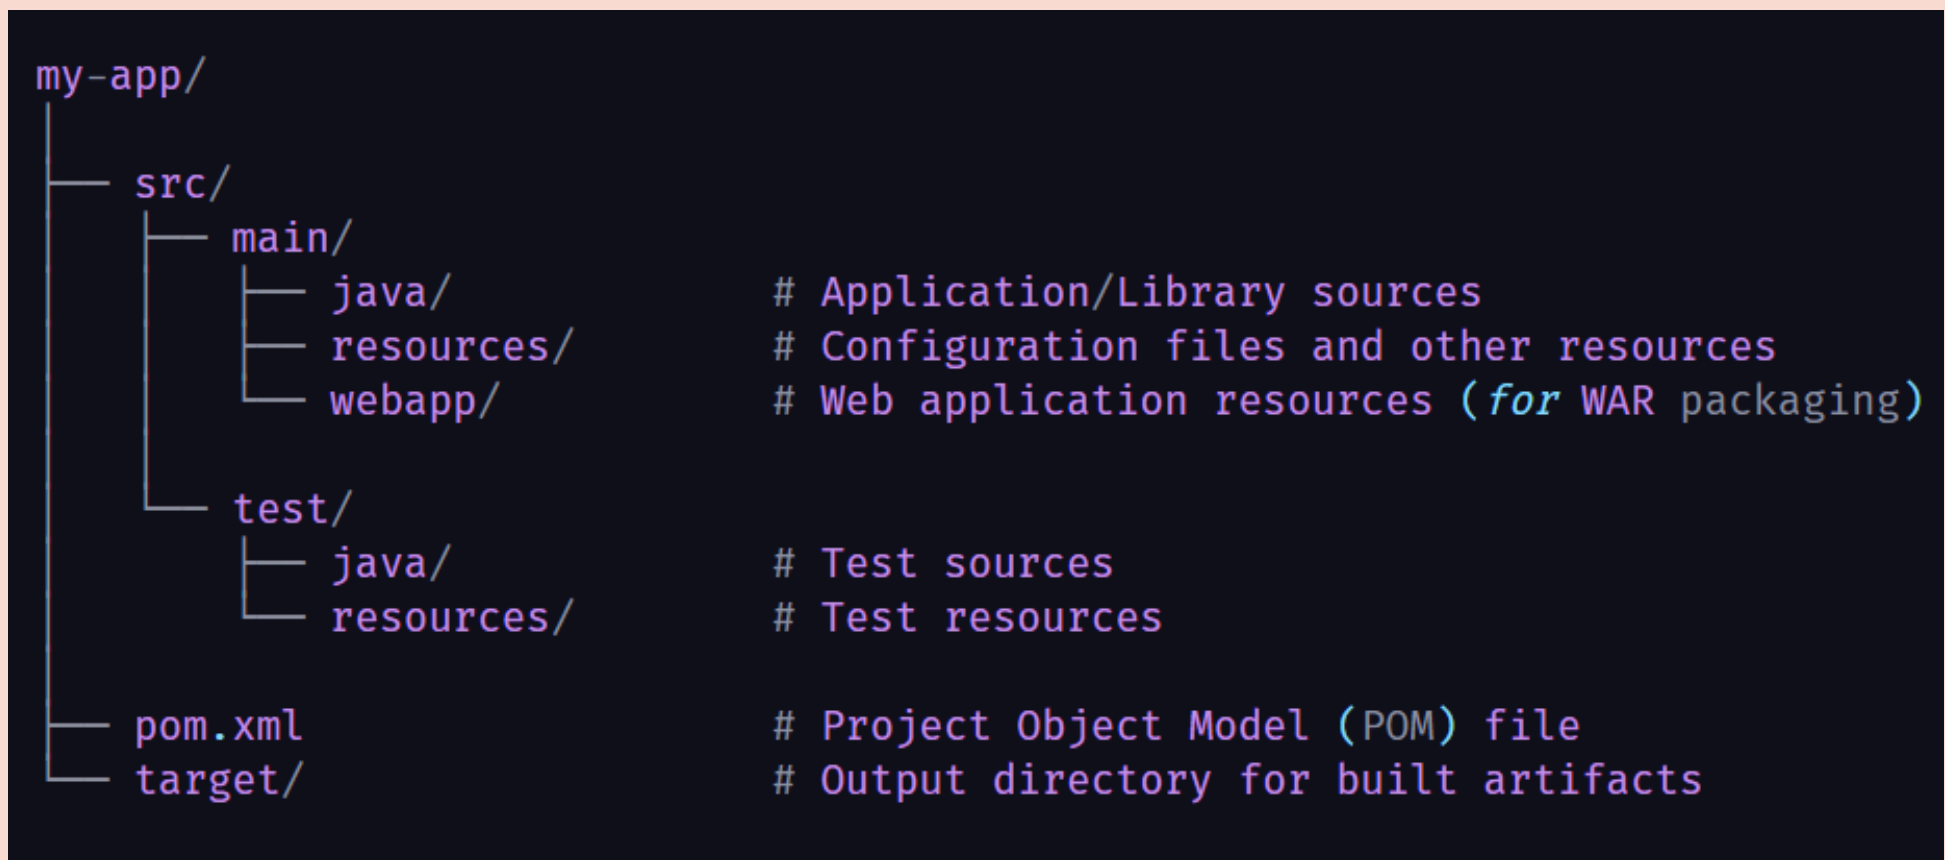 my-app/
│
├── src/
│   ├── main/
│   │   ├── java/           # Application/Library sources
│   │   ├── resources/      # Configuration files and other resources
│   │   └── webapp/         # Web application resources (for WAR packaging)
│   │
│   └── test/
│       ├── java/           # Test sources
│       └── resources/      # Test resources
│
├── pom.xml                 # Project Object Model (POM) file
└── target/                 # Output directory for built artifacts